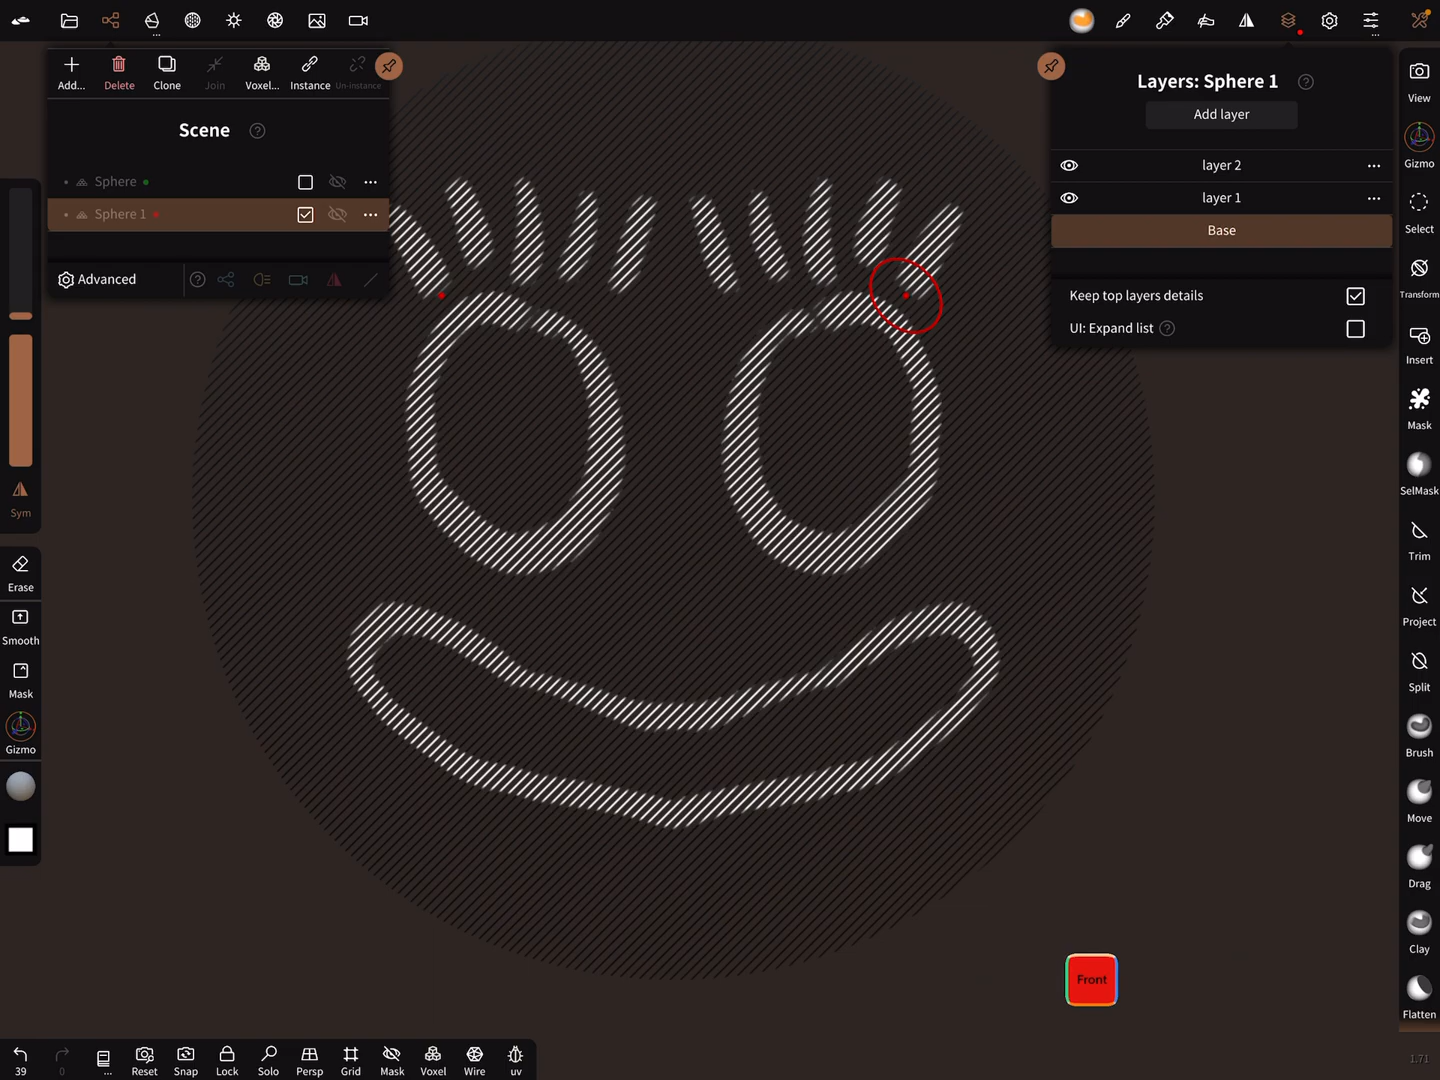 Add...
Delete
Clone
Join
Voxel...
Instance
Un-instance
Scene
Sphere
Sphere 1
Advanced
Sym
Erase
Smooth
Mask
Gizmo
Layers: Sphere 1
Add layer
layer 2
layer 1
Base
Keep top layers details
UI: Expand list
View
Gizmo
Select
Transform
Insert
Mask
SelMask
Trim
Project
Split
Brush
Move
Drag
Clay
Flatten
Front
39
0
...
Reset
Snap
Lock
Solo
Persp
Grid
Mask
Voxel
Wire
uv
1.71